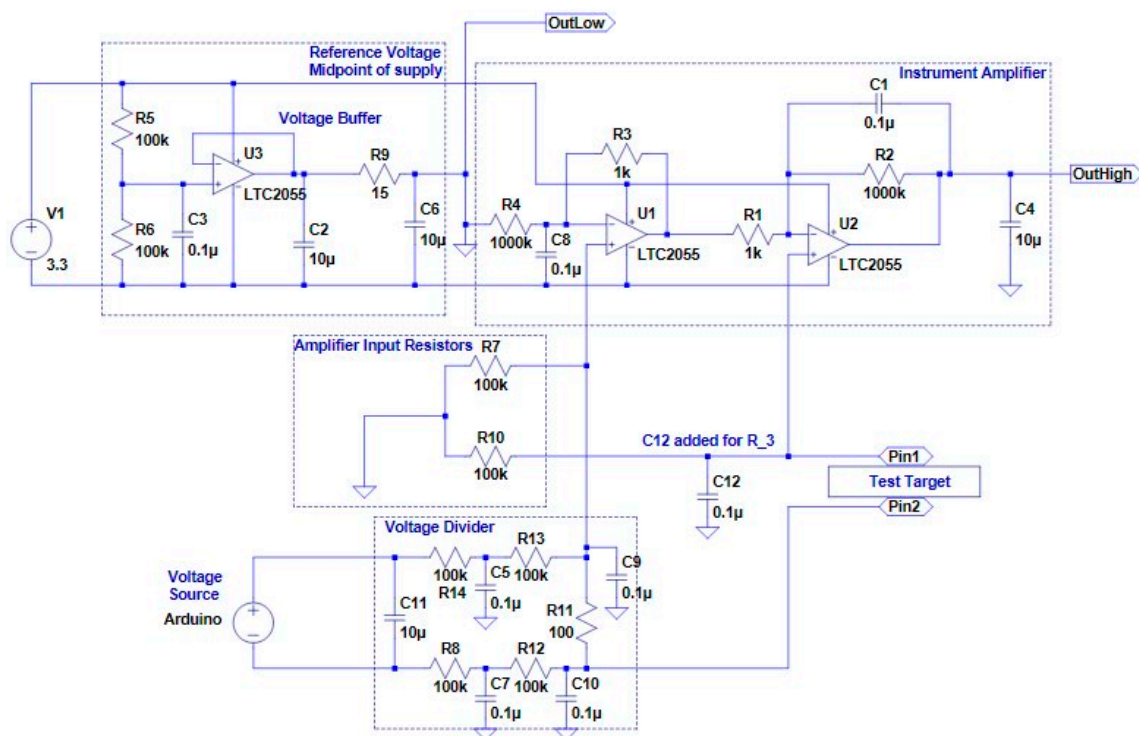 OutLow
Reference Voltage
Midpoint of supply
Instrument Amplifier
C1
0.1µ
R5
100k
Voltage Buffer
R3
1k
R2
1000k
OutHigh
U3
LTC2055
R9
15
V1
3.3
R6
100k
C3
0.1µ
C2
10µ
C6
10µ
R4
1000k
C8
0.1µ
U1
LTC2055
R1
1k
U2
LTC2055
C4
10µ
Amplifier Input Resistors
R7
100k
R10
100k
C12 added for R_3
Pin1
C12
0.1µ
Test Target
Pin2
Voltage Divider
R13
100k
100k
R14
C5
0.1µ
C9
0.1µ
Voltage
Source
Arduino
C11
10µ
R11
100
R8
100k
R12
100k
C7
0.1µ
C10
0.1µ